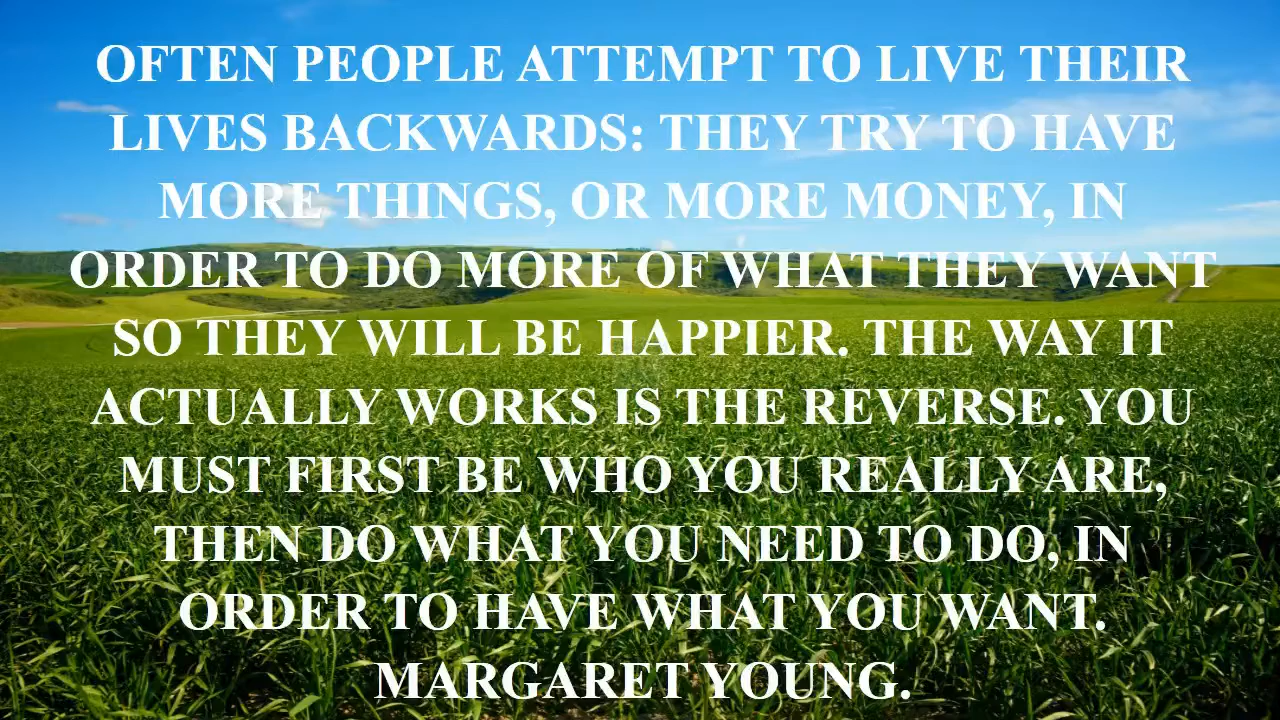 OFTEN PEOPLE ATTEMPT TO LIVE THEIR
LIVES BACKWARDS: THEY TRY TO HAVE
MORE THINGS, OR MORE MONEY, IN
ORDER TO DO MORE OF WHAT THEY WANT
SO THEY WILL BE HAPPIER. THE WAY IT
ACTUALLY WORKS IS THE REVERSE. YOU
MUST FIRST BE WHO YOU REALLY ARE,
THEN DO WHAT YOU NEED TO DO, IN
ORDER TO HAVE WHAT YOU WANT.
MARGARET YOUNG.